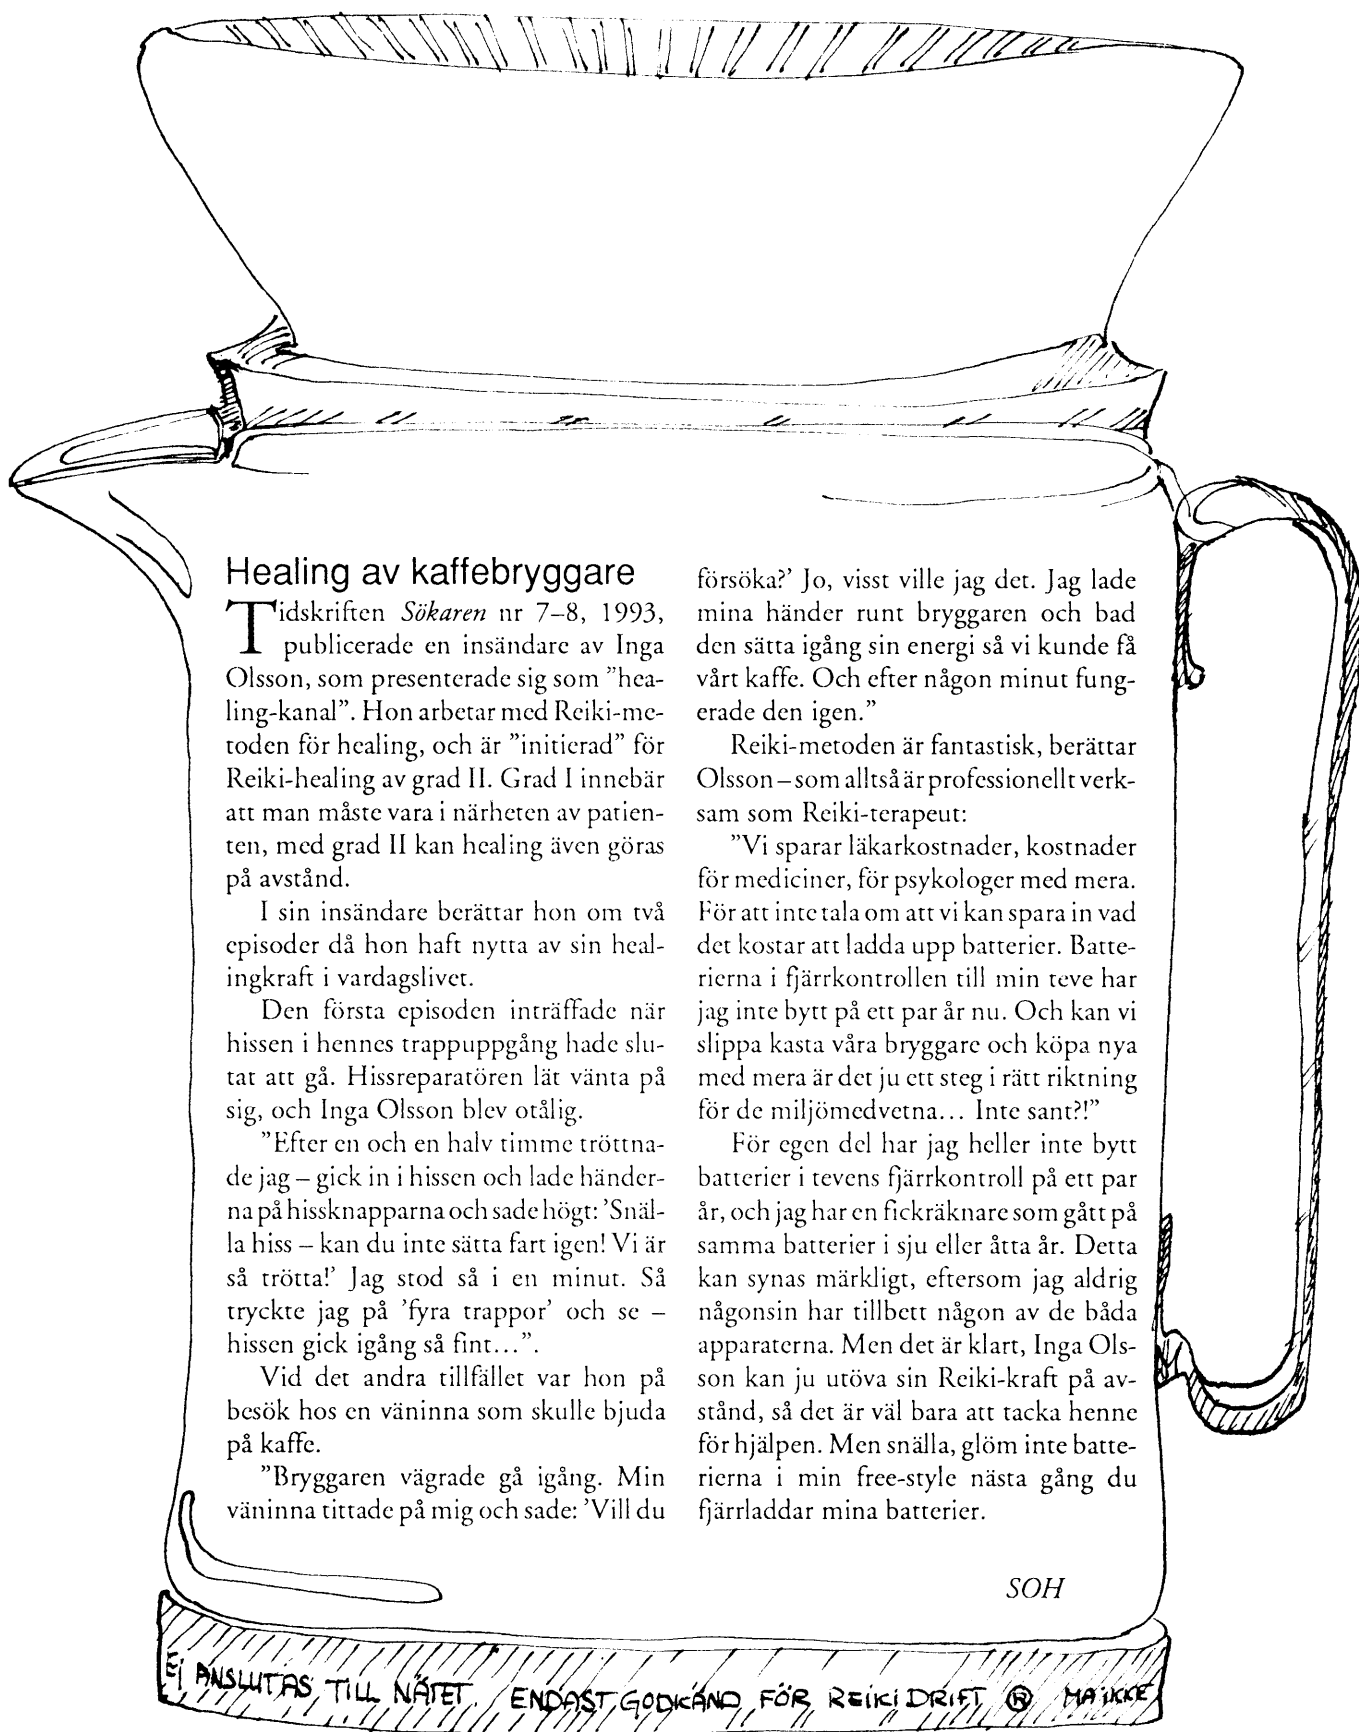 Healing av kaffebryggare
Tidskriften Sökaren nr 7–8, 1993,
publicerade en insändare av Inga
Olsson, som presenterade sig som ”hea-
ling-kanal”. Hon arbetar med Reiki-me-
toden för healing, och är ”initierad” för
Reiki-healing av grad II. Grad I innebär
att man måste vara i närheten av patien-
ten, med grad II kan healing även göras
på avstånd.
I sin insändare berättar hon om två
episoder då hon haft nytta av sin heal-
ingkraft i vardagslivet.
Den första episoden inträffade när
hissen i hennes trappuppgång hade slu-
tat att gå. Hissreparatören lät vänta på
sig, och Inga Olsson blev otålig.
”Efter en och en halv timme tröttna-
de jag – gick in i hissen och lade händer-
na på hissknapparna och sade högt: ’Snäl-
la hiss – kan du inte sätta fart igen! Vi är
så trötta!’ Jag stod så i en minut. Så
tryckte jag på ’fyra trappor’ och se –
hissen gick igång så fint…”.
Vid det andra tillfället var hon på
besök hos en väninna som skulle bjuda
på kaffe.
”Bryggaren vägrade gå igång. Min
väninna tittade på mig och sade: ’Vill du
försöka?’ Jo, visst ville jag det. Jag lade
mina händer runt bryggaren och bad
den sätta igång sin energi så vi kunde få
vårt kaffe. Och efter någon minut fung-
erade den igen.”
Reiki-metoden är fantastisk, berättar
Olsson – som alltså är professionellt verk-
sam som Reiki-terapeut:
”Vi sparar läkarkostnader, kostnader
för mediciner, för psykologer med mera.
För att inte tala om att vi kan spara in vad
det kostar att ladda upp batterier. Batte-
rierna i fjärrkontrollen till min teve har
jag inte bytt på ett par år nu. Och kan vi
slippa kasta våra bryggare och köpa nya
med mera är det ju ett steg i rätt riktning
för de miljömedvetna… Inte sant?!”
För egen del har jag heller inte bytt
batterier i tevens fjärrkontroll på ett par
år, och jag har en fickräknare som gått på
samma batterier i sju eller åtta år. Detta
kan synas märkligt, eftersom jag aldrig
någonsin har tillbett någon av de båda
apparaterna. Men det är klart, Inga Ols-
son kan ju utöva sin Reiki-kraft på av-
stånd, så det är väl bara att tacka henne
för hjälpen. Men snälla, glöm inte batte-
rierna i min free-style nästa gång du
fjärrladdar mina batterier.
SOH
EJ ANSLUTAS TILL NÄTET. ENDAST GODKÄND FÖR REIKI DRIFT ® MAIKKE